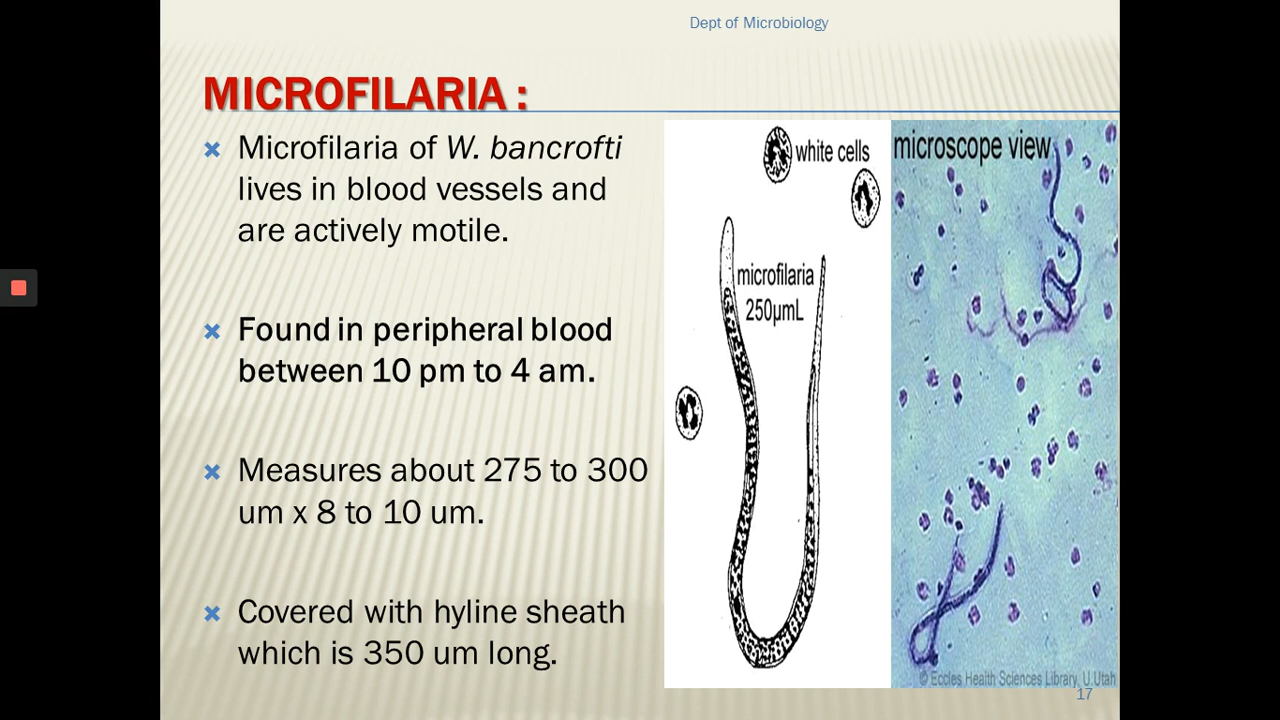 Dept of Microbiology
MICROFILARIA :
Microfilaria of W. bancrofti
lives in blood vessels and
are actively motile.
Found in peripheral blood
between 10 pm to 4 am.
Measures about 275 to 300
um x 8 to 10 um.
Covered with hyline sheath
which is 350 um long.
white cells
microfilaria
250µmL
microscope view
© Eccles Health Sciences Library, U.Utah
17